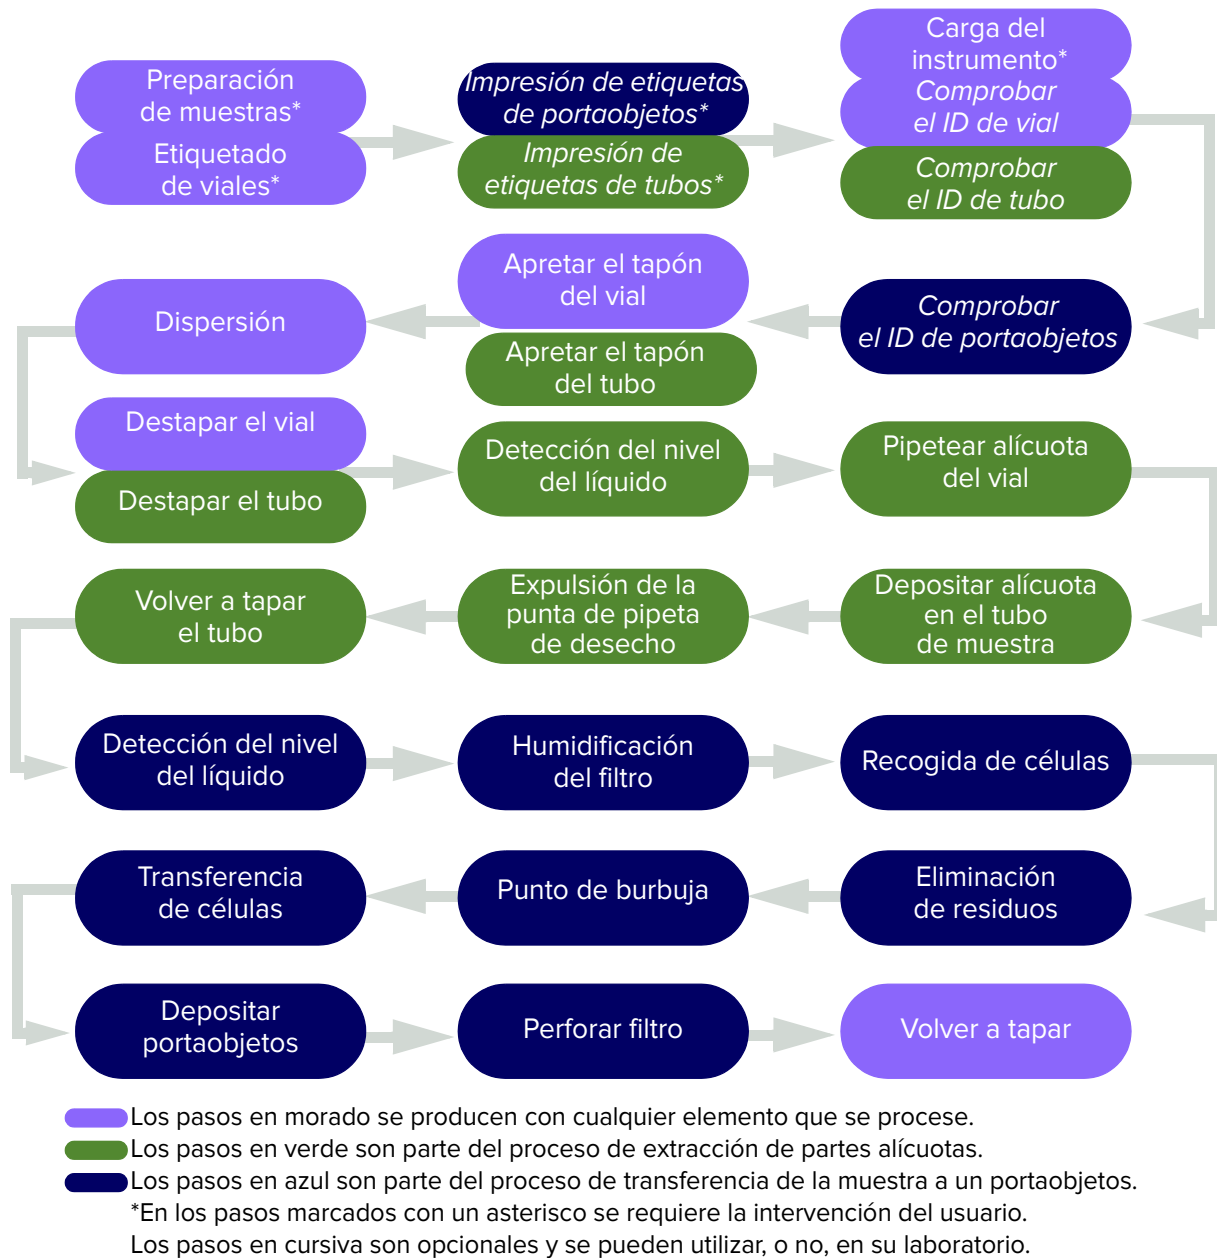 Preparación
de muestras*
Etiquetado
de viales*
Impresión de etiquetas
de portaobjetos*
Impresión de
etiquetas de tubos*
Carga del
instrumento*
Comprobar
el ID de vial
Comprobar
el ID de tubo
Comprobar
el ID de portaobjetos
Apretar el tapón
del vial
Apretar el tapón
del tubo
Dispersión
Destapar el vial
Destapar el tubo
Detección del nivel
del líquido
Pipetear alícuota
del vial
Depositar alícuota
en el tubo
de muestra
Expulsión de la
punta de pipeta
de desecho
Volver a tapar
el tubo
Detección del nivel
del líquido
Humidificación
del filtro
Recogida de células
Eliminación
de residuos
Punto de burbuja
Transferencia
de células
Depositar
portaobjetos
Perforar filtro
Volver a tapar
Los pasos en morado se producen con cualquier elemento que se procese.
Los pasos en verde son parte del proceso de extracción de partes alícuotas.
Los pasos en azul son parte del proceso de transferencia de la muestra a un portaobjetos.
*En los pasos marcados con un asterisco se requiere la intervención del usuario.
Los pasos en cursiva son opcionales y se pueden utilizar, o no, en su laboratorio.